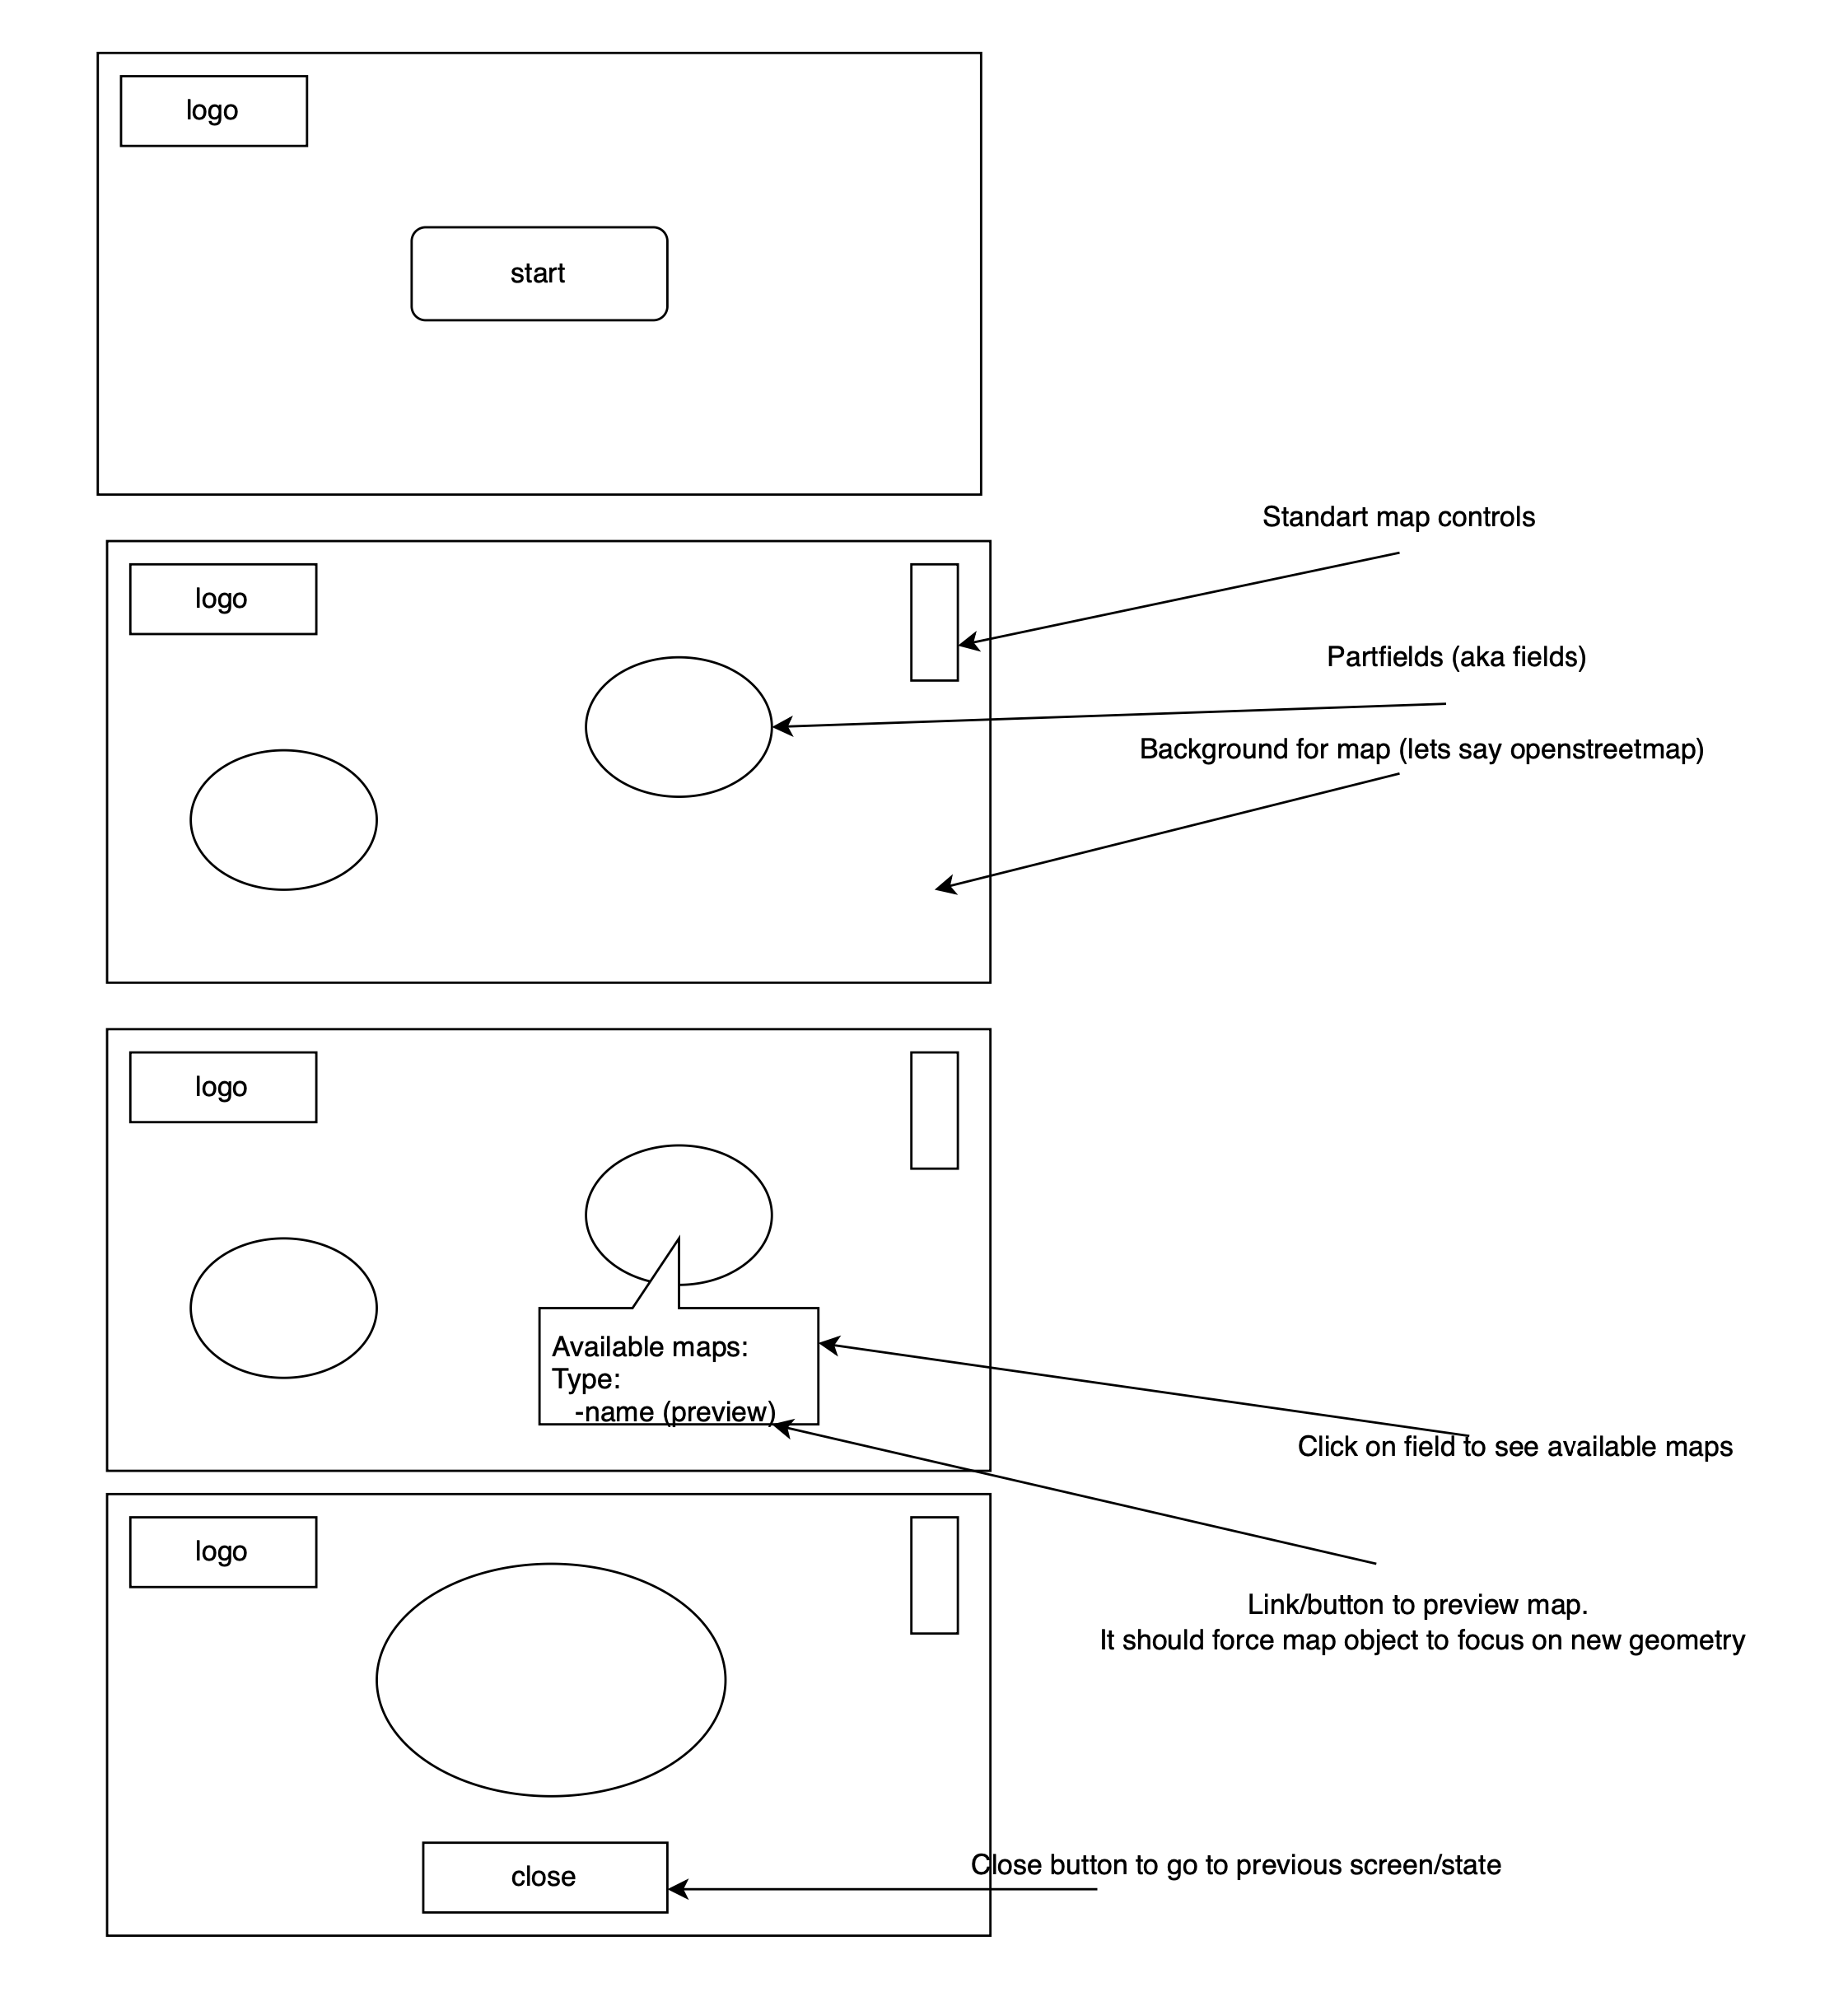 logo
start
Standart map controls
logo
Partfields (aka fields)
Background for map (lets say openstreetmap)
logo
Available maps:
Type:
-name (preview)
Click on field to see available maps
logo
Link/button to preview map.
It should force map object to focus on new geometry
close
Close button to go to previous screen/state